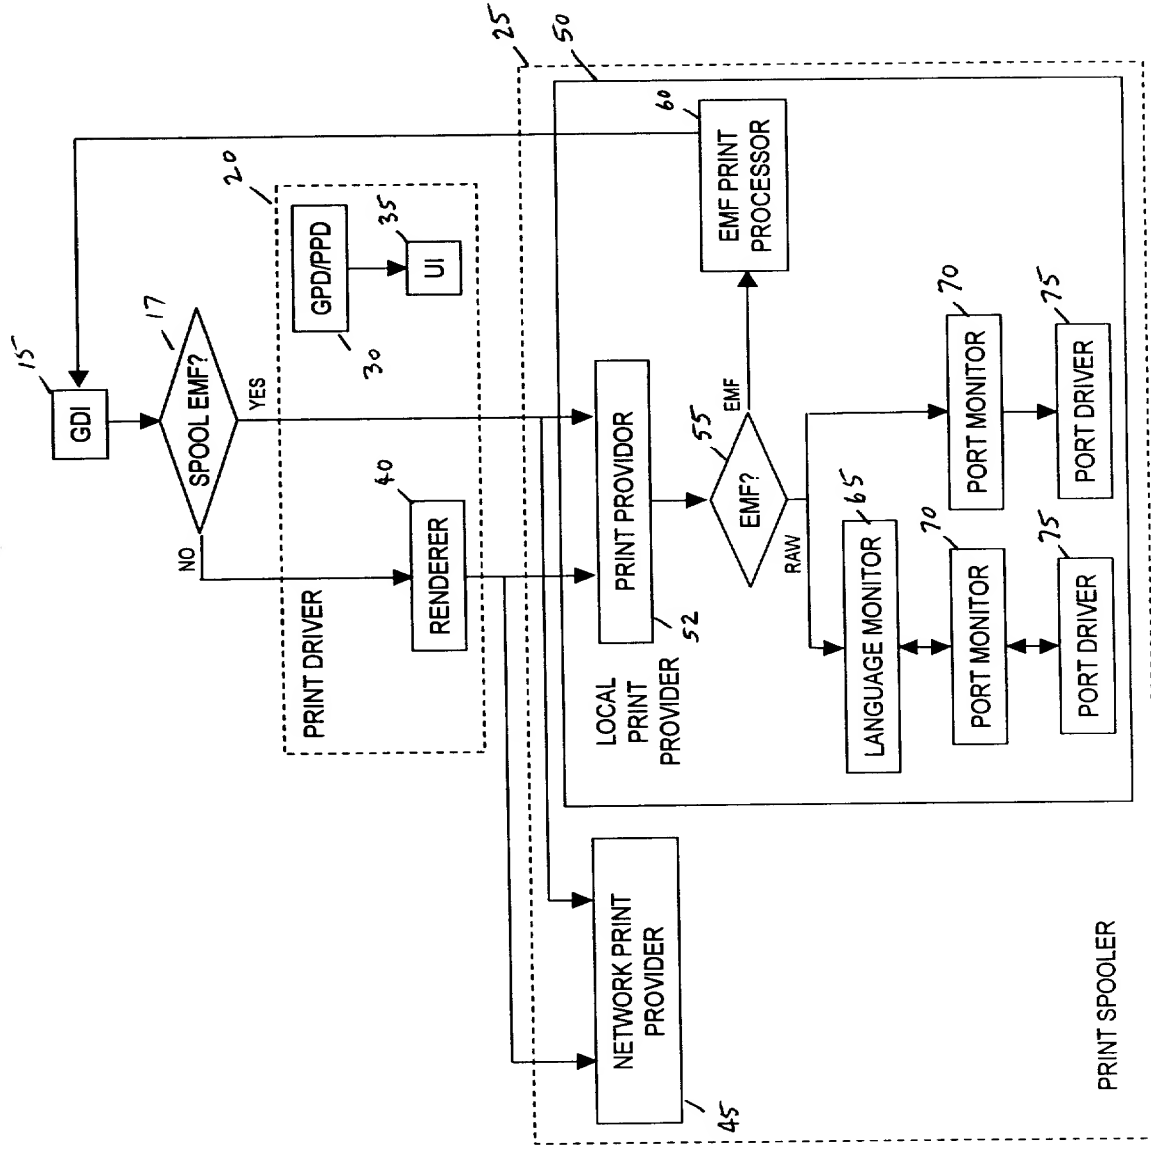 15
GDI
17
SPOOL EMF?
NO
YES
20
PRINT DRIVER
GPD/PPD
30
35
UI
40
RENDERER
25
50
PRINT PROVIDOR
52
LOCAL
PRINT
PROVIDER
55
EMF?
EMF
RAW
60
EMF PRINT
PROCESSOR
65
LANGUAGE MONITOR
70
PORT MONITOR
75
PORT DRIVER
70
PORT MONITOR
75
PORT DRIVER
NETWORK PRINT
PROVIDER
45
PRINT SPOOLER